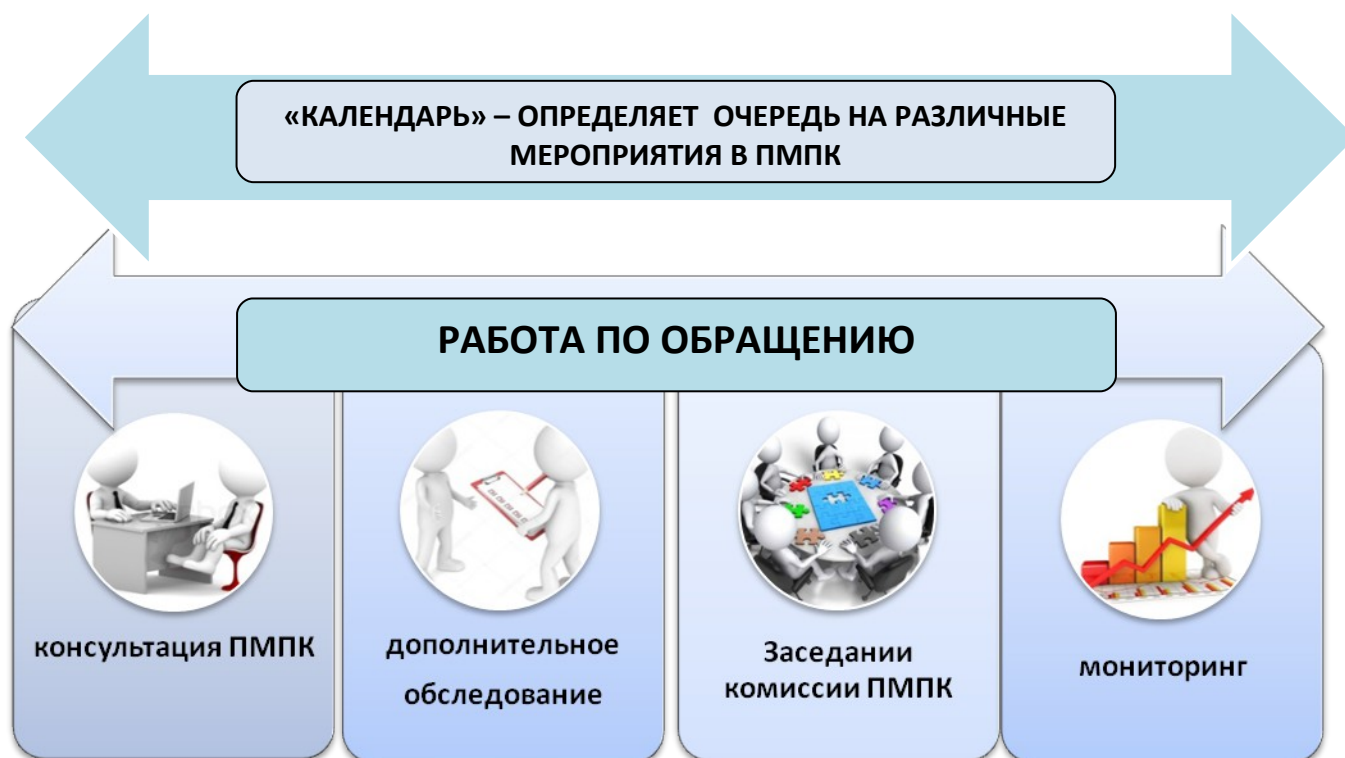 «КАЛЕНДАРЬ» – ОПРЕДЕЛЯЕТ ОЧЕРЕДЬ НА РАЗЛИЧНЫЕ
МЕРОПРИЯТИЯ В ПМПК
РАБОТА ПО ОБРАЩЕНИЮ
консультация ПМПК
дополнительное
обследование
Заседании
комиссии ПМПК
мониторинг